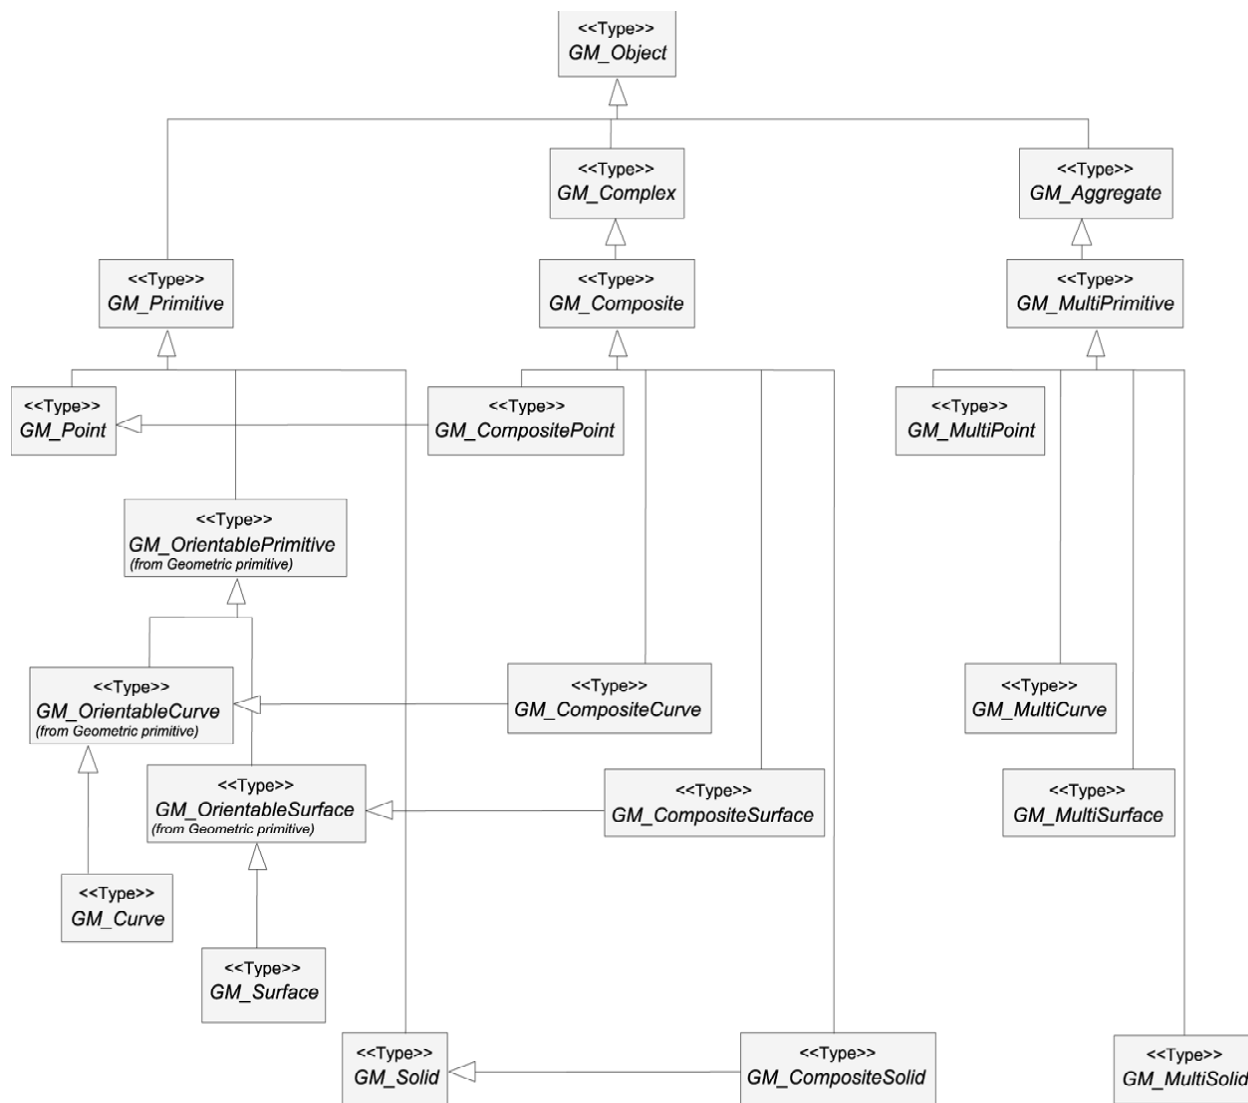 <<Type>>
GM_Object
<<Type>>
GM_Complex
<<Type>>
GM_Aggregate
<<Type>>
GM_Primitive
<<Type>>
GM_Composite
<<Type>>
GM_MultiPrimitive
<<Type>>
GM_Point
<<Type>>
GM_CompositePoint
<<Type>>
GM_MultiPoint
<<Type>>
GM_OrientablePrimitive
(from Geometric primitive)
<<Type>>
GM_OrientableCurve
(from Geometric primitive)
<<Type>>
GM_CompositeCurve
<<Type>>
GM_MultiCurve
<<Type>>
GM_OrientableSurface
(from Geometric primitive)
<<Type>>
GM_CompositeSurface
<<Type>>
GM_MultiSurface
<<Type>>
GM_Curve
<<Type>>
GM_Surface
<<Type>>
GM_Solid
<<Type>>
GM_CompositeSolid
<<Type>>
GM_MultiSolid